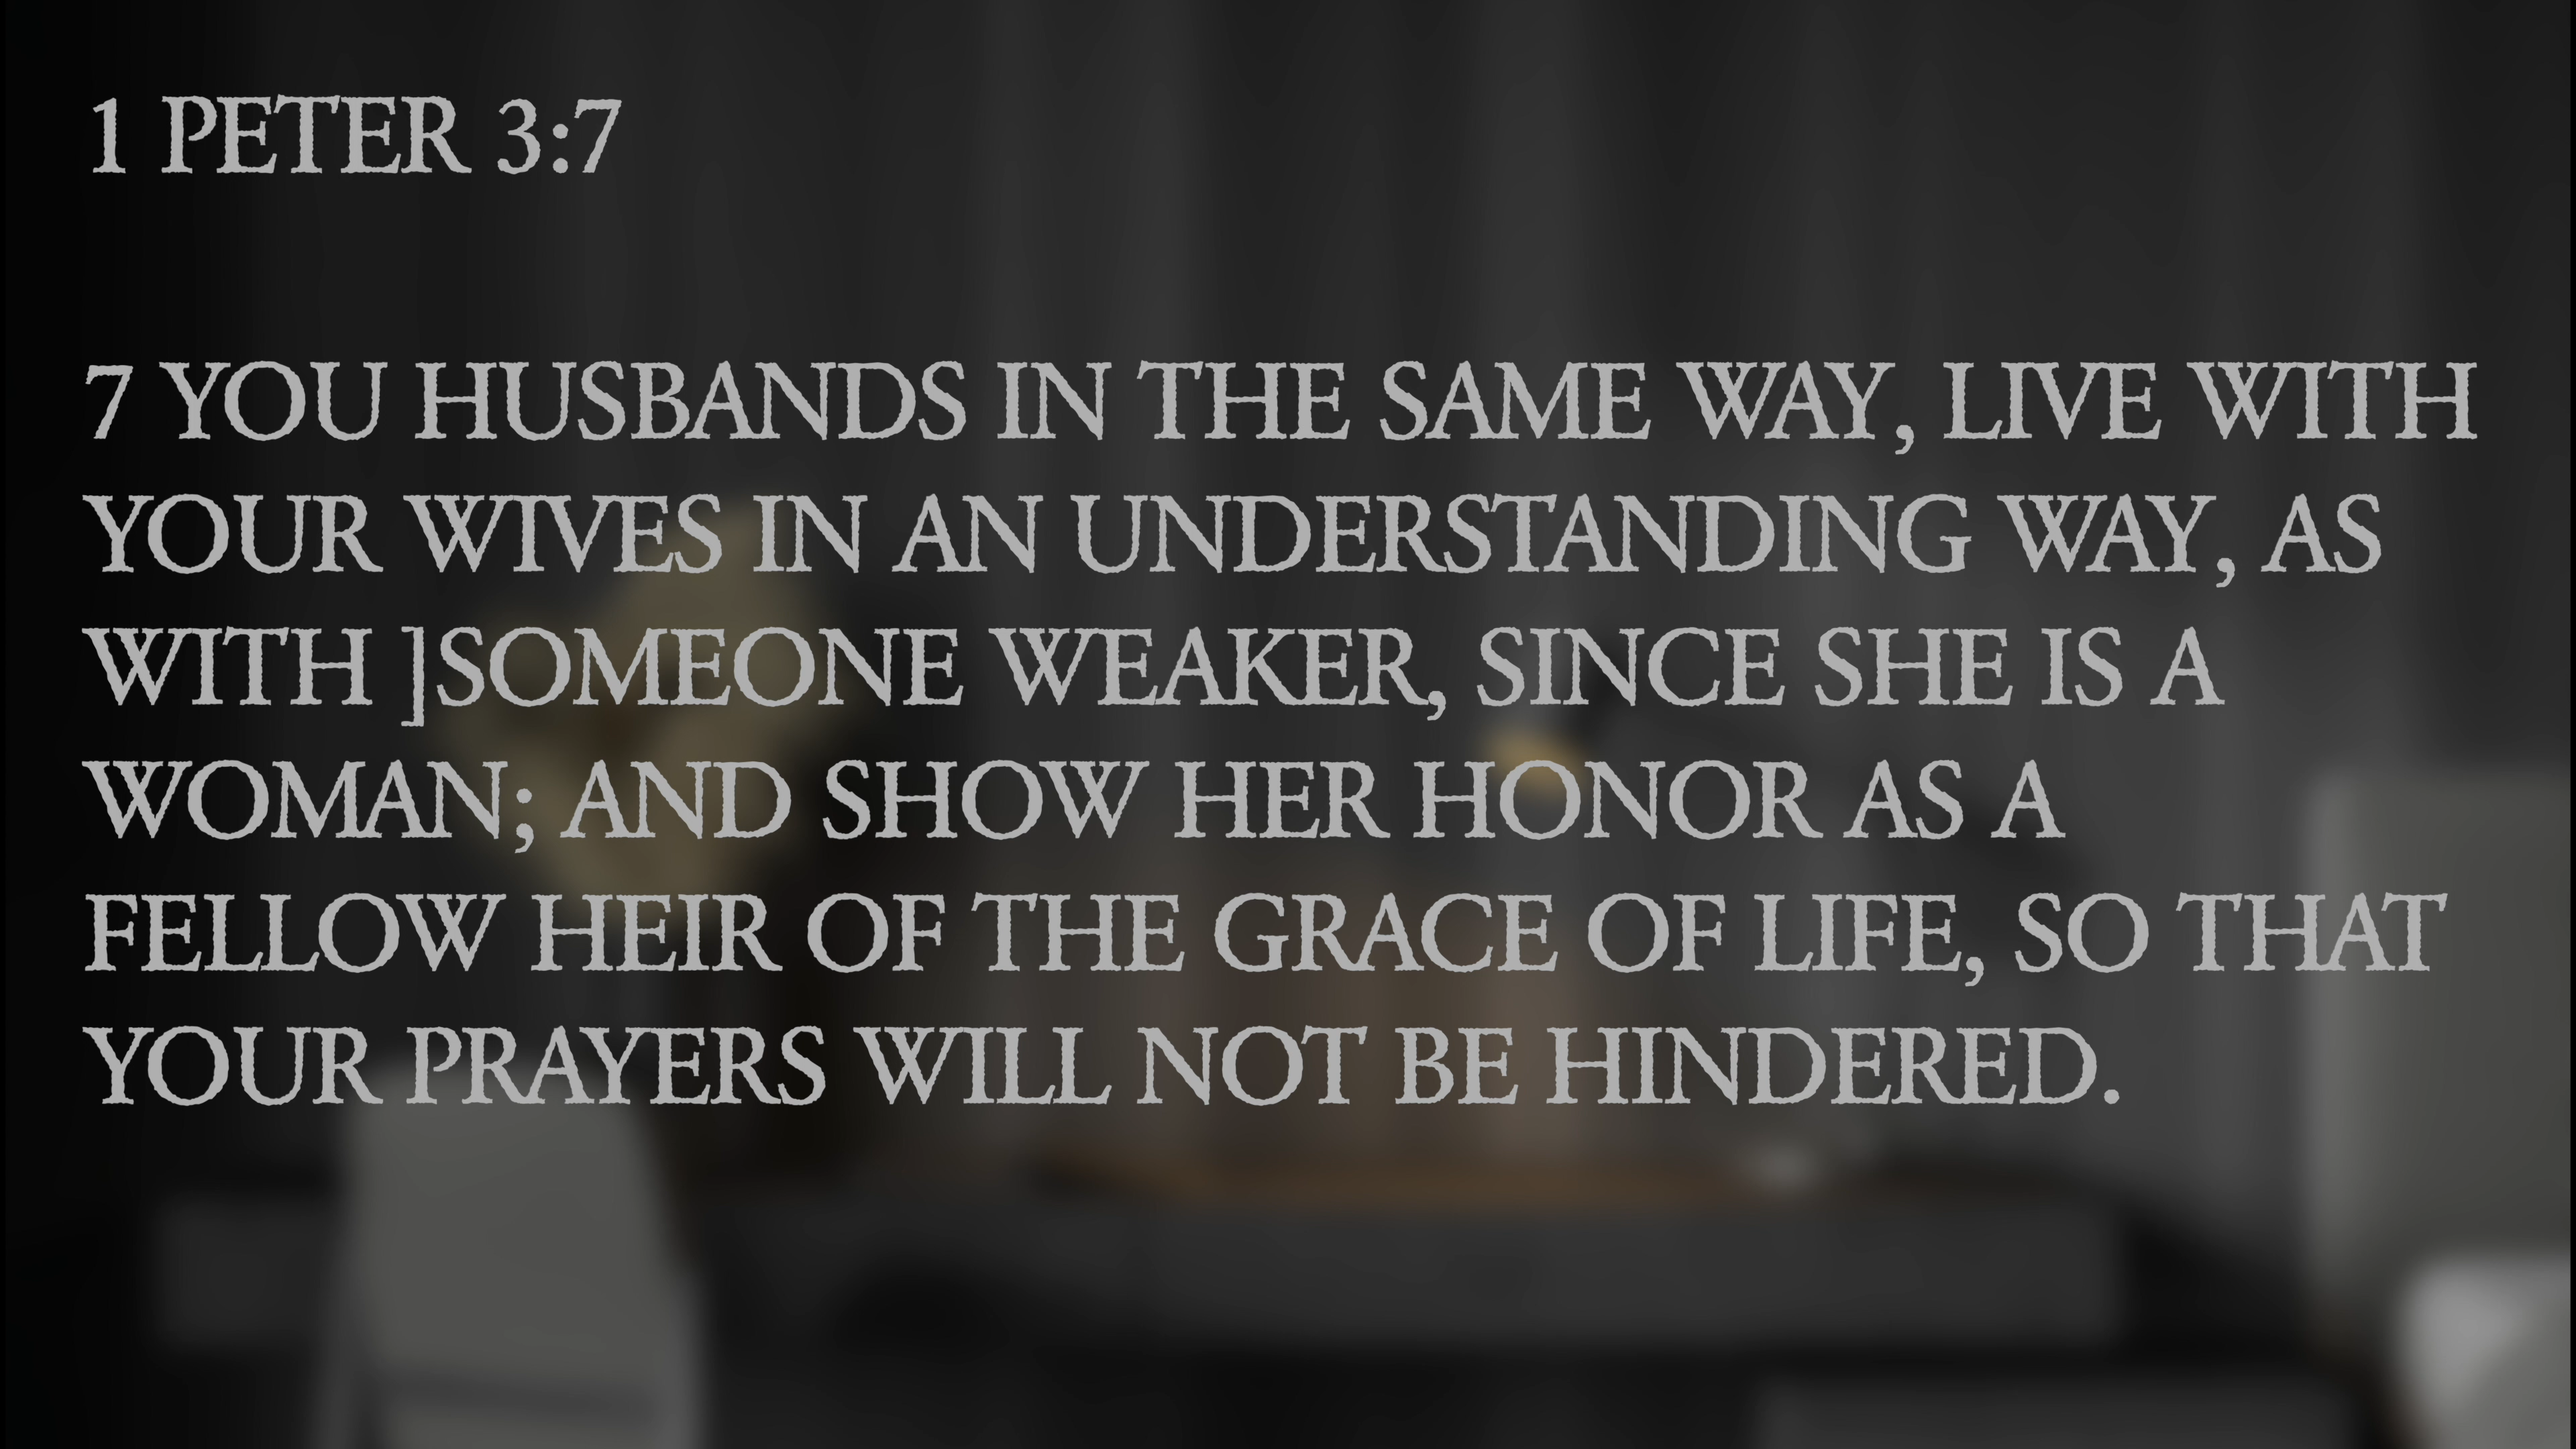 1 PETER 3:7
7 YOU HUSBANDS IN THE SAME WAY, LIVE WITH
YOUR WIVES IN AN UNDERSTANDING WAY, AS
WITH ]SOMEONE WEAKER, SINCE SHE IS A
WOMAN; AND SHOW HER HONOR AS A
FELLOW HEIR OF THE GRACE OF LIFE, SO THAT
YOUR PRAYERS WILL NOT BE HINDERED.